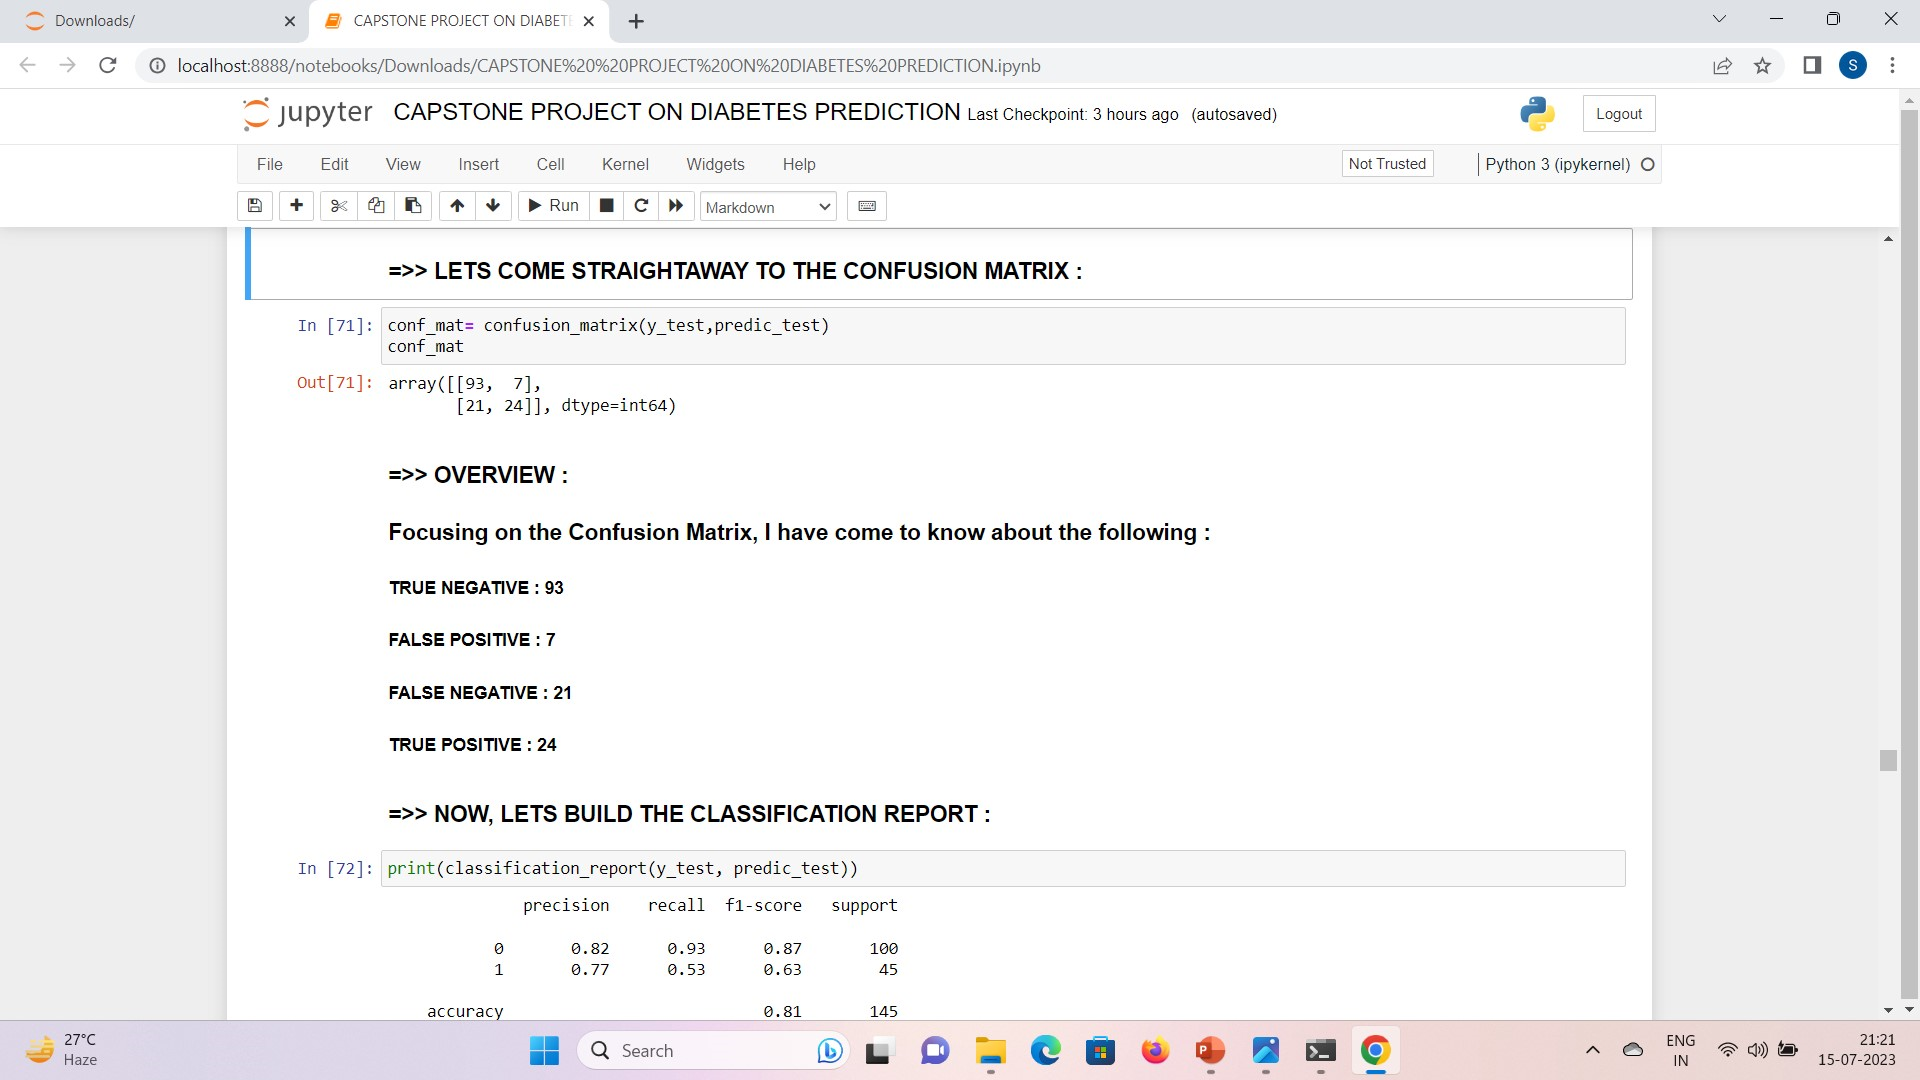 Downloads/
CAPSTONE PROJECT ON DIABET
localhost:8888/notebooks/Downloads/CAPSTONE%20%20PROJECT%20ON%20DIABETES%20PREDICTION.ipynb
S
jupyter CAPSTONE PROJECT ON DIABETES PREDICTION Last Checkpoint: 3 hours ago (autosaved)
Logout
File Edit View Insert Cell Kernel Widgets Help
Not Trusted
Python 3 (ipykernel)
Run
Markdown
=>> LETS COME STRAIGHTAWAY TO THE CONFUSION MATRIX :
In [71]: conf_mat= confusion_matrix(y_test,predic_test)
conf_mat
Out[71]: array([[93,  7],
[21, 24]], dtype=int64)
=>> OVERVIEW :
Focusing on the Confusion Matrix, I have come to know about the following :
TRUE NEGATIVE : 93
FALSE POSITIVE : 7
FALSE NEGATIVE : 21
TRUE POSITIVE : 24
=>> NOW, LETS BUILD THE CLASSIFICATION REPORT :
In [72]: print(classification_report(y_test, predic_test))
precision recall f1-score support
0 0.82 0.93 0.87 100
1 0.77 0.53 0.63 45
accuracy 0.81 145
27°C
Haze
Search
ENG
IN
21:21
15-07-2023